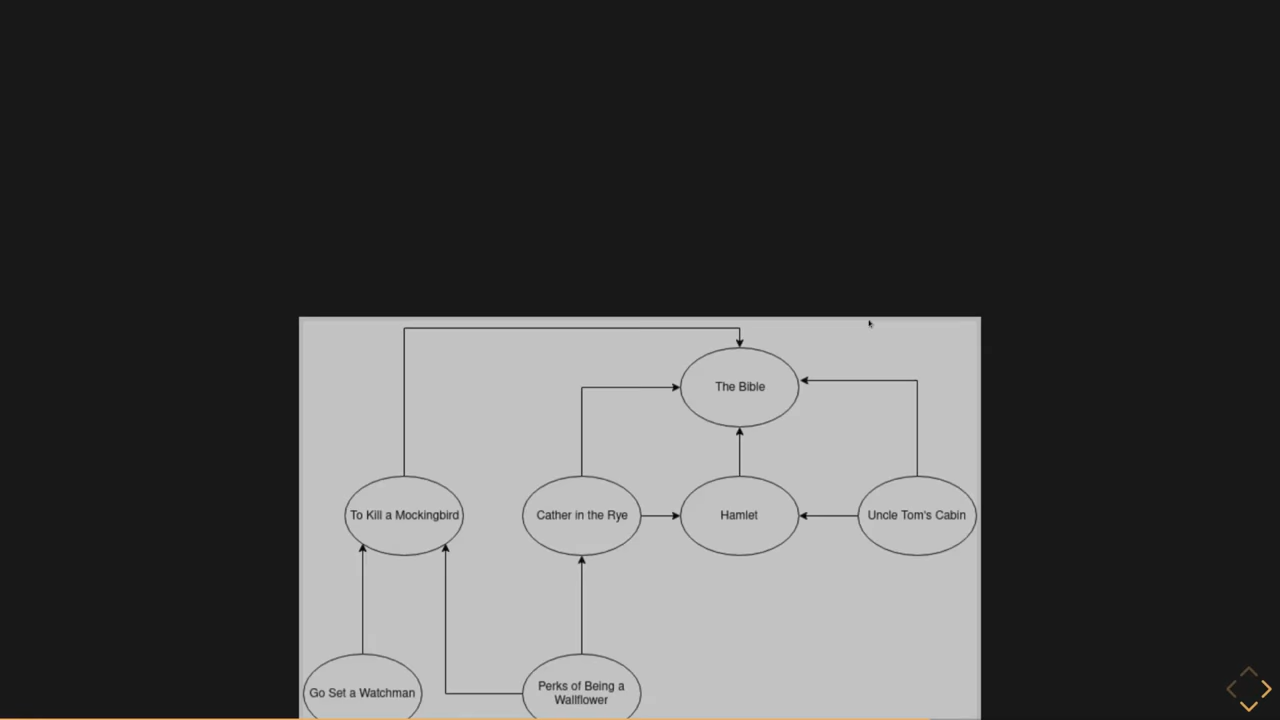 The Bible
To Kill a Mockingbird
Cather in the Rye
Hamlet
Uncle Tom's Cabin
Go Set a Watchman
Perks of Being a
Wallflower